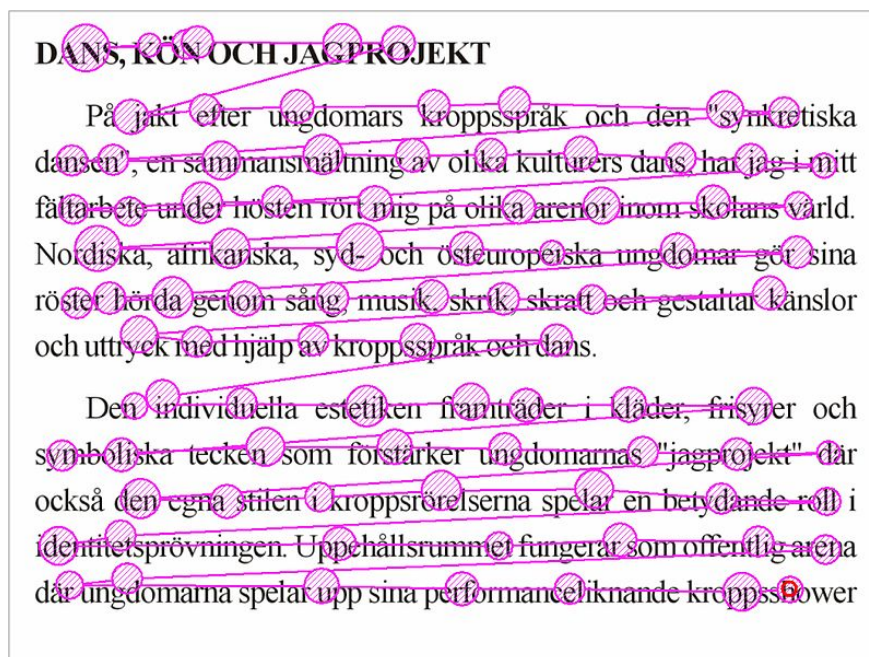 DANS, KÖN OCH JAGPROJEKT
På jakt efter ungdomars kroppsspråk och den "synkretiska
dansen", en sammansmältning av olika kulturers dans, har jag i mitt
fältarbete under hösten rört mig på olika arenor inom skolans värld.
Nordiska, afrikanska, syd- och östeuropeiska ungdomar gör sina
röster hörda genom sång, musik, skrik, skratt och gestaltar känslor
och uttryck med hjälp av kroppsspråk och dans.
Den individuella estetiken framträder i kläder, frisyrer och
symboliska tecken som förstärker ungdomarnas "jagprojekt" där
också den egna stilen i kroppsrörelserna spelar en betydande roll i
identitetsprövningen. Uppehållsrummet fungerar som offentlig arena
där ungdomarna spelar upp sina performanceliknande kroppsshower